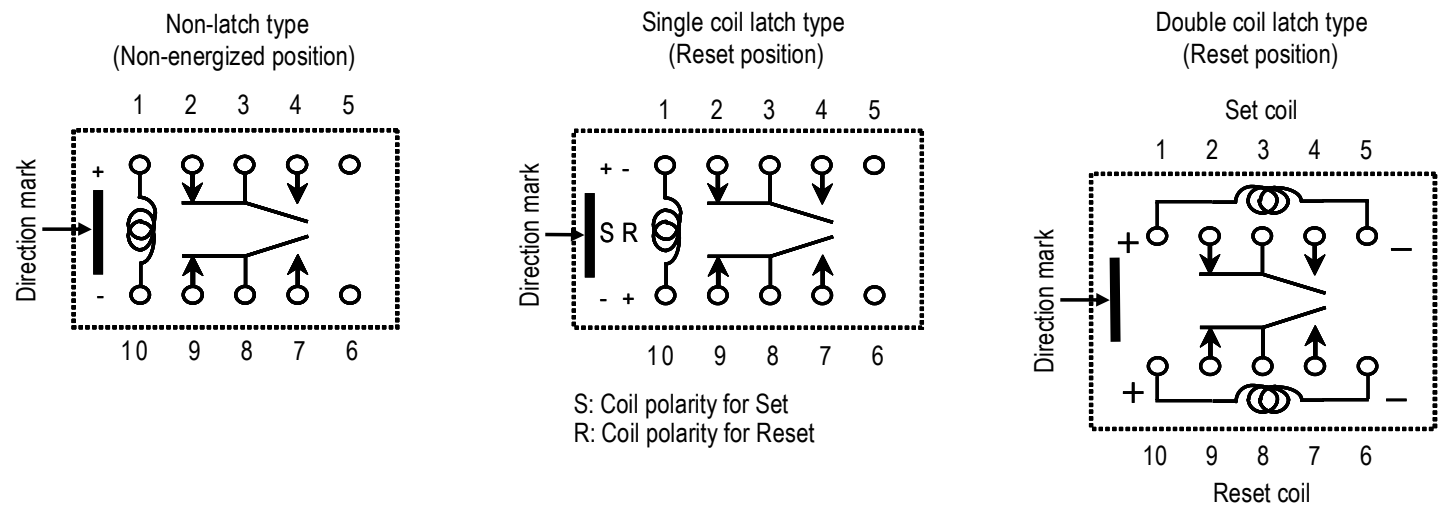 Non-latch type
(Non-energized position)
1 2 3 4 5
Direction mark
+
-
10 9 8 7 6
Single coil latch type
(Reset position)
1 2 3 4 5
Direction mark
+ -
S R
- +
10 9 8 7 6
S: Coil polarity for Set
R: Coil polarity for Reset
Double coil latch type
(Reset position)
Set coil
1 2 3 4 5
Direction mark
+ −
+ −
10 9 8 7 6
Reset coil